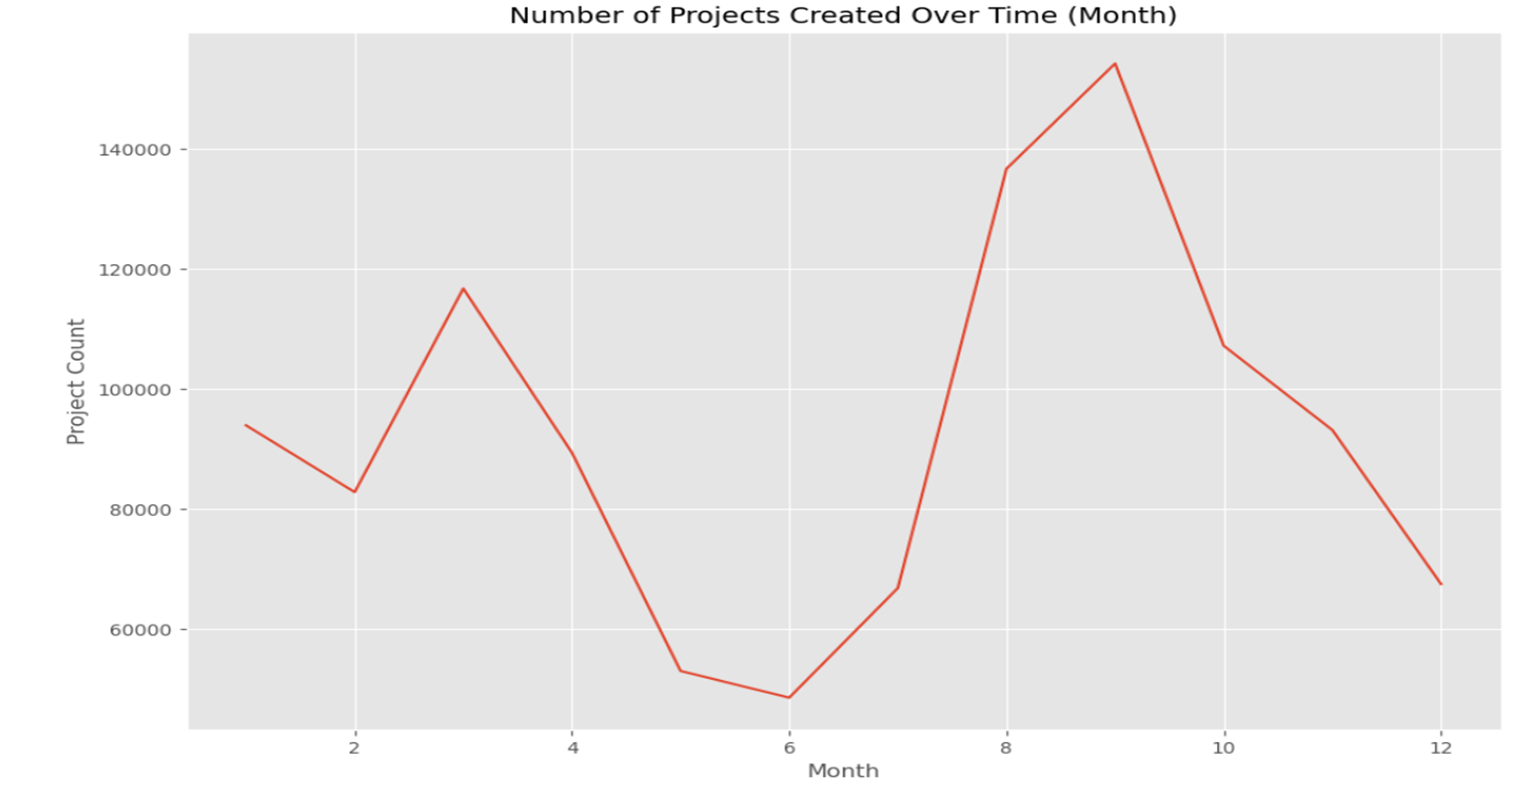 Number of Projects Created Over Time (Month)
140000
120000
100000
80000
60000
Project Count
2 4 6 8 10 12
Month